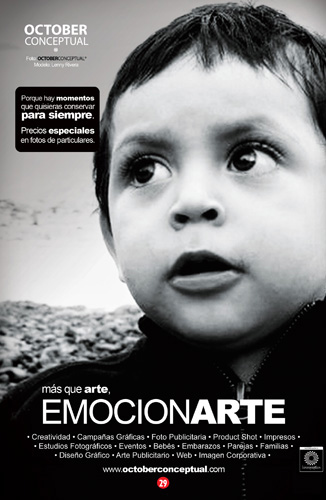 OCTOBER
CONCEPTUAL
Foto: OCTOBERCONCEPTUAL®
Modelo: Lenny Rivera
Porque hay momentos
que quisieras conservar
para siempre.
Precios especiales
en fotos de particulares.
más que arte,
EMOCIONARTE
• Creatividad • Campañas Gráficas • Foto Publicitaria • Product Shot • Impresos •
• Estudios Fotográficos • Eventos • Bebés • Embarazos • Parejas • Familias •
• Diseño Gráfico • Arte Publicitario • Web • Imagen Corporativa •
www.octoberconceptual.com
29